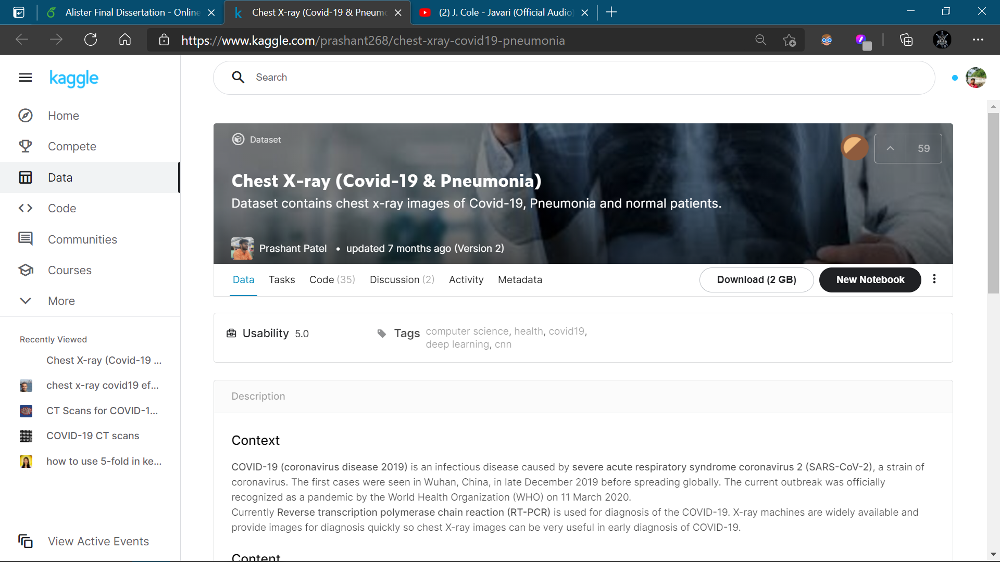 Alister Final Dissertation - Online
Chest X-ray (Covid-19 & Pneumo
(2) J. Cole - Javari (Official Audio)
https://www.kaggle.com/prashant268/chest-xray-covid19-pneumonia
kaggle
Search
Home
Compete
Data
Code
Communities
Courses
More
Recently Viewed
Chest X-ray (Covid-19 ...
chest x-ray covid19 ef...
CT Scans for COVID-1...
COVID-19 CT scans
how to use 5-fold in ke...
View Active Events
Dataset
59
Chest X-ray (Covid-19 & Pneumonia)
Dataset contains chest x-ray images of Covid-19, Pneumonia and normal patients.
Prashant Patel • updated 7 months ago (Version 2)
Data Tasks Code (35) Discussion (2) Activity Metadata Download (2 GB) New Notebook
Usability 5.0
Tags computer science, health, covid19,
deep learning, cnn
Description
Context
COVID-19 (coronavirus disease 2019) is an infectious disease caused by severe acute respiratory syndrome coronavirus 2 (SARS-CoV-2), a strain of
coronavirus. The first cases were seen in Wuhan, China, in late December 2019 before spreading globally. The current outbreak was officially
recognized as a pandemic by the World Health Organization (WHO) on 11 March 2020.
Currently Reverse transcription polymerase chain reaction (RT-PCR) is used for diagnosis of the COVID-19. X-ray machines are widely available and
provide images for diagnosis quickly so chest X-ray images can be very useful in early diagnosis of COVID-19.
Content